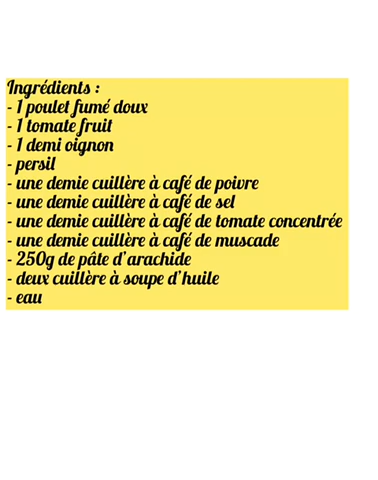 Ingrédients :
- 1 poulet fumé doux
- 1 tomate fruit
- 1 demi oignon
- persil
- une demie cuillère à café de poivre
- une demie cuillère à café de sel
- une demie cuillère à café de tomate concentrée
- une demie cuillère à café de muscade
- 250g de pâte d'arachide
- deux cuillère à soupe d'huile
- eau